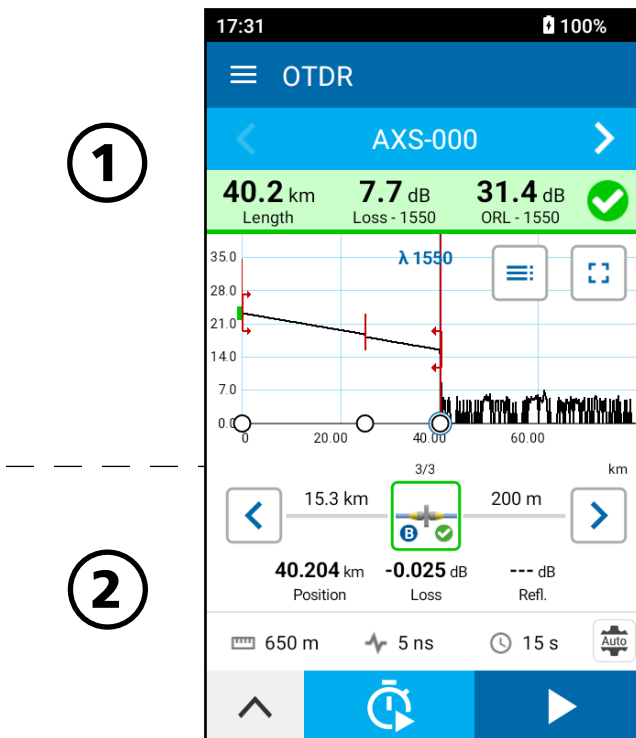 17:31 100%
OTDR
1
AXS-000
40.2 km 7.7 dB 31.4 dB
Length Loss - 1550 ORL - 1550
λ 1550
35.0
28.0
21.0
14.0
7.0
0.0
0 20.00 40.00 60.00
3/3 km
15.3 km 200 m
B
2
40.204 km -0.025 dB --- dB
Position Loss Refl.
650 m 5 ns 15 s Auto